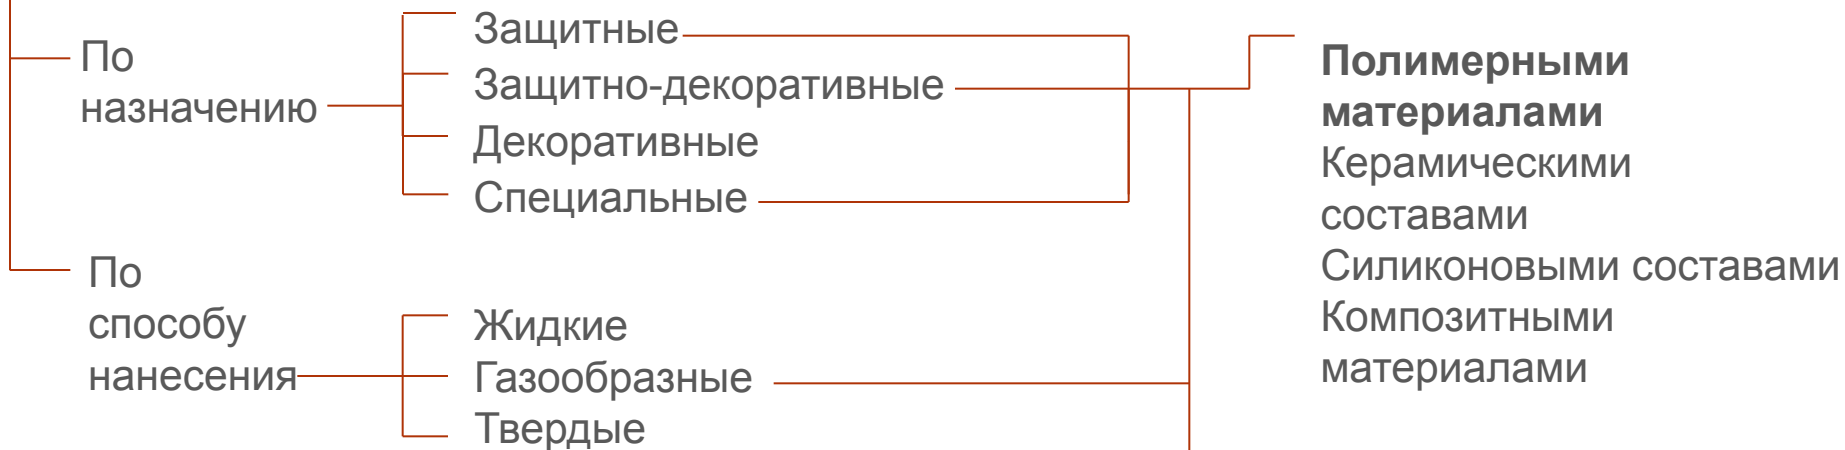 По
назначению
Защитные
Защитно-декоративные
Декоративные
Специальные
По
способу
нанесения
Жидкие
Газообразные
Твердые
Полимерными
материалами
Керамическими
составами
Силиконовыми составами
Композитными
материалами